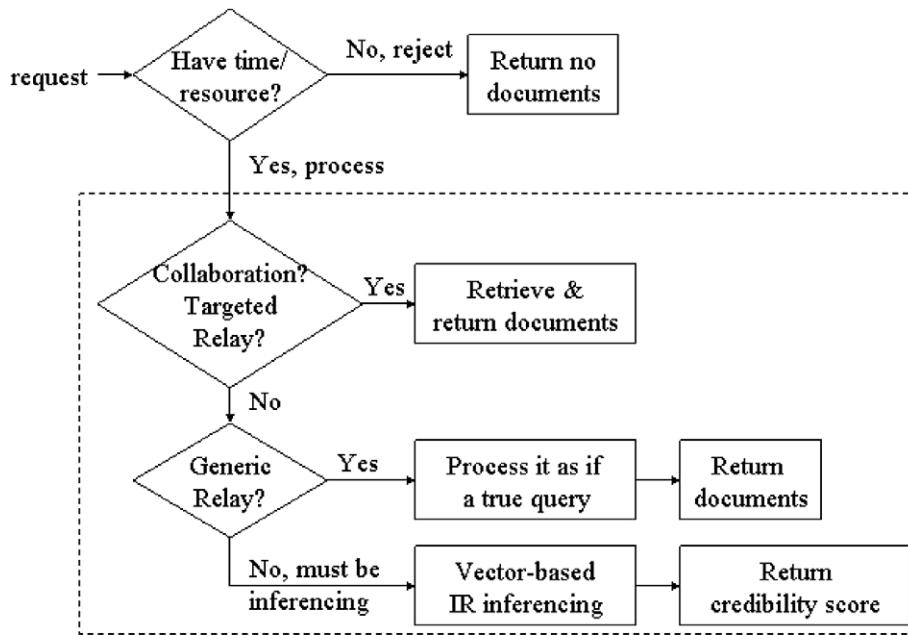 request
Have time/
resource?
No, reject
Return no
documents
Yes, process
Collaboration?
Targeted
Relay?
Yes
Retrieve &
return documents
No
Generic
Relay?
Yes
Process it as if
a true query
Return
documents
No, must be
inferencing
Vector-based
IR inferencing
Return
credibility score